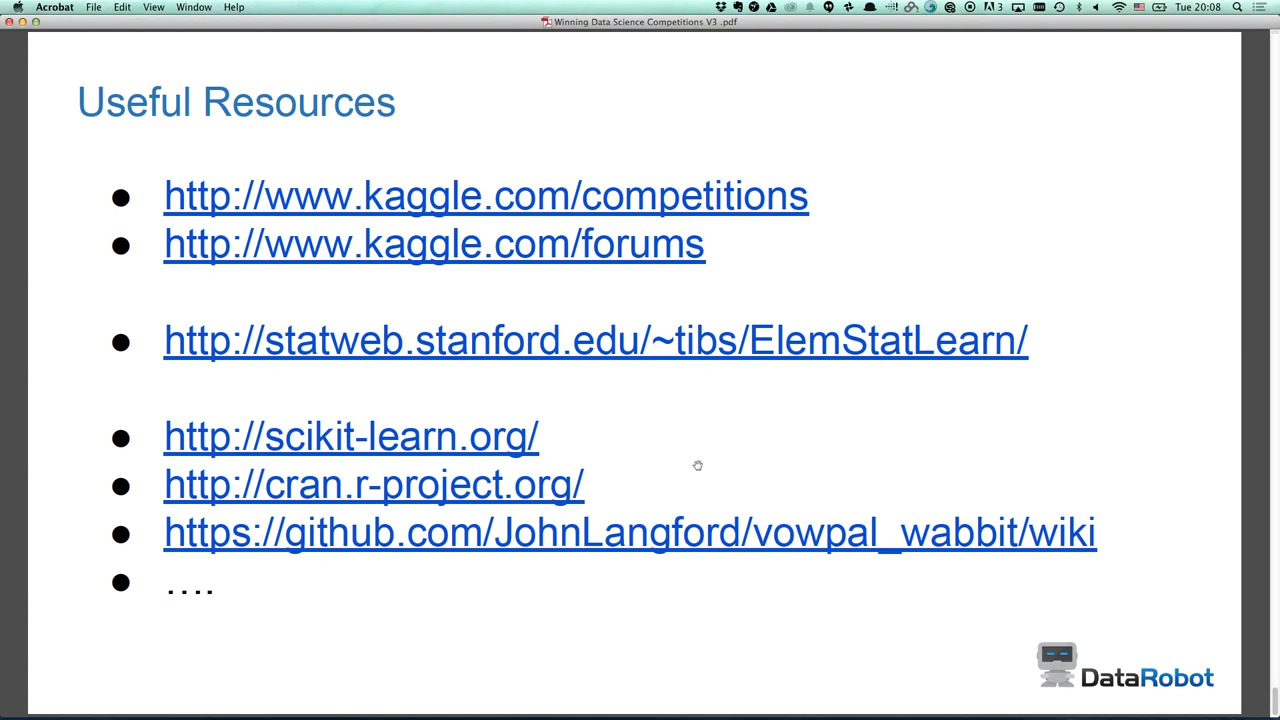 Acrobat File Edit View Window Help 3 Tue 20:08
Winning Data Science Competitions V3 .pdf
Useful Resources
● http://www.kaggle.com/competitions
● http://www.kaggle.com/forums
● http://statweb.stanford.edu/~tibs/ElemStatLearn/
● http://scikit-learn.org/
● http://cran.r-project.org/
● https://github.com/JohnLangford/vowpal_wabbit/wiki
● ....
DataRobot